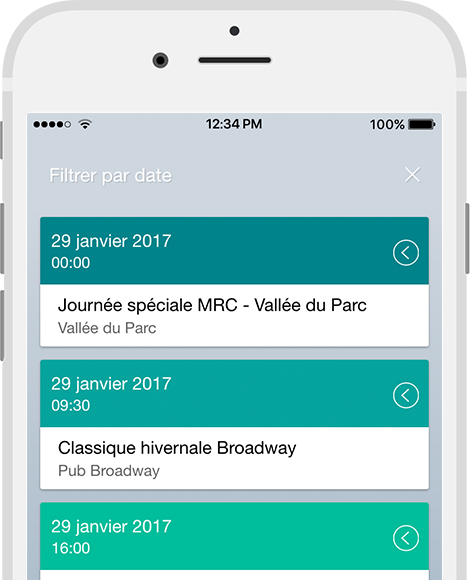 12:34 PM 100%
Filtrer par date
29 janvier 2017
00:00
Journée spéciale MRC - Vallée du Parc
Vallée du Parc
29 janvier 2017
09:30
Classique hivernale Broadway
Pub Broadway
29 janvier 2017
16:00